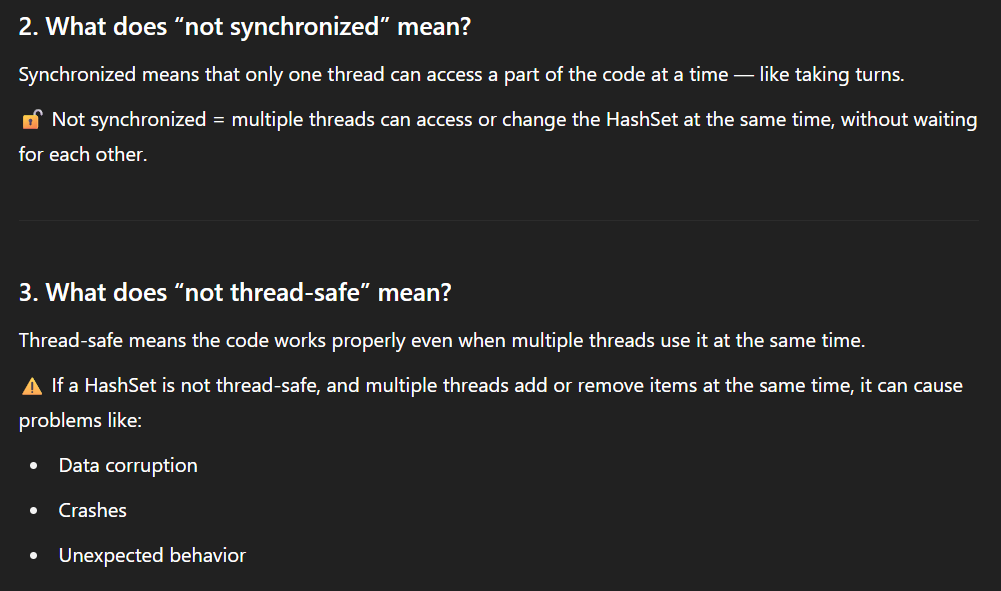 2. What does “not synchronized” mean?
Synchronized means that only one thread can access a part of the code at a time — like taking turns.
🔓 Not synchronized = multiple threads can access or change the HashSet at the same time, without waiting
for each other.
3. What does “not thread-safe” mean?
Thread-safe means the code works properly even when multiple threads use it at the same time.
⚠️ If a HashSet is not thread-safe, and multiple threads add or remove items at the same time, it can cause
problems like:
• Data corruption
• Crashes
• Unexpected behavior